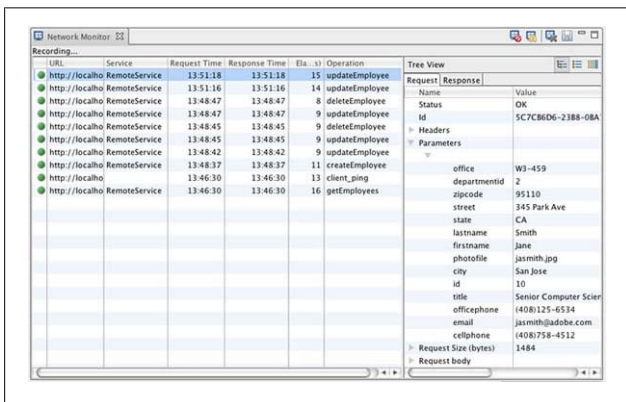 Network Monitor
Recording...
URL Service Request Time Response Time Ela...s) Operation
http://localho RemoteService 13:51:18 13:51:18 15 updateEmployee
http://localho RemoteService 13:51:16 13:51:16 14 updateEmployee
http://localho RemoteService 13:48:47 13:48:47 8 deleteEmployee
http://localho RemoteService 13:48:47 13:48:47 9 updateEmployee
http://localho RemoteService 13:48:45 13:48:45 9 deleteEmployee
http://localho RemoteService 13:48:45 13:48:45 9 updateEmployee
http://localho RemoteService 13:48:42 13:48:42 9 updateEmployee
http://localho RemoteService 13:48:37 13:48:37 11 createEmployee
http://localho 13:46:30 13:46:30 13 client_ping
http://localho RemoteService 13:46:30 13:46:30 16 getEmployees
Tree View
Request Response
Name Value
Status OK
Id 5C7CB6D6-23B8-0BA
Headers
Parameters
office W3-459
departmentid 2
zipcode 95110
street 345 Park Ave
state CA
lastname Smith
firstname Jane
photofile jasmith.jpg
city San Jose
id 10
title Senior Computer Scien
officephone (408)125-6534
email jasmith@adobe.com
cellphone (408)758-4512
Request Size (bytes) 1484
Request body